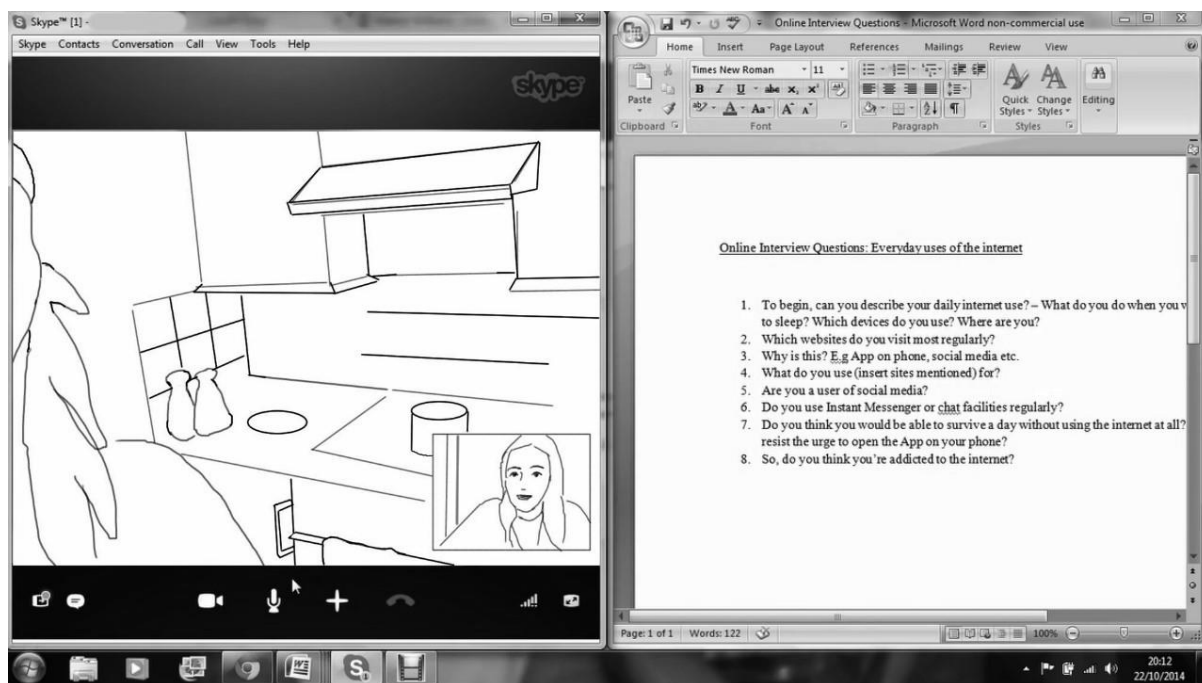 Skype™ [1] -
Skype Contacts Conversation Call View Tools Help
skype
Online Interview Questions - Microsoft Word non-commercial use
Home Insert Page Layout References Mailings Review View
Paste
Clipboard
Times New Roman 11
B I U abc x₂ x²
Aa A A
Font
Paragraph
Quick Styles
Change Styles
Styles
Editing
Online Interview Questions: Everyday uses of the internet
1. To begin, can you describe your daily internet use? – What do you do when you w
to sleep? Which devices do you use? Where are you?
2. Which websites do you visit most regularly?
3. Why is this? E.g App on phone, social media etc.
4. What do you use (insert sites mentioned) for?
5. Are you a user of social media?
6. Do you use Instant Messenger or chat facilities regularly?
7. Do you think you would be able to survive a day without using the internet at all?
resist the urge to open the App on your phone?
8. So, do you think you're addicted to the internet?
Page: 1 of 1 Words: 122 100%
20:12
22/10/2014